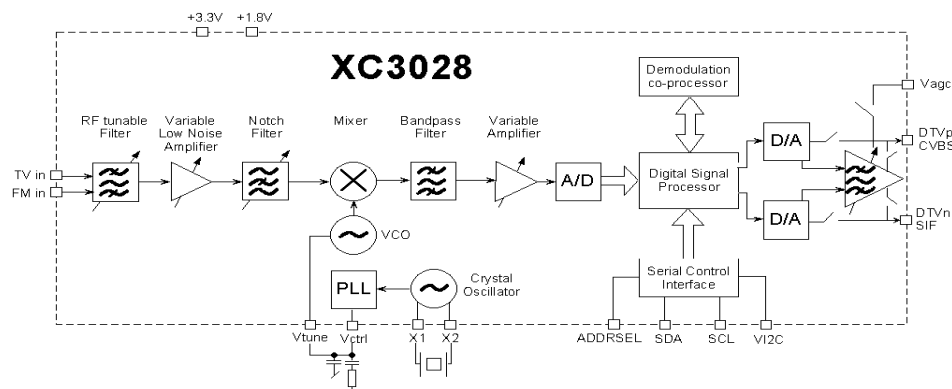 +3.3V +1.8V
XC3028
Demodulation
co-processor
Vagc
RF tunable
Filter
Variable
Low Noise
Amplifier
Notch
Filter
Mixer
Bandpass
Filter
Variable
Amplifier
D/A
DTVp
CVBS
TV in
FM in
A/D
Digital Signal
Processor
D/A
DTVn
SIF
VCO
PLL
Crystal
Oscillator
Serial Control
Interface
Vtune Vctrl X1 X2 ADDRSEL SDA SCL VI2C